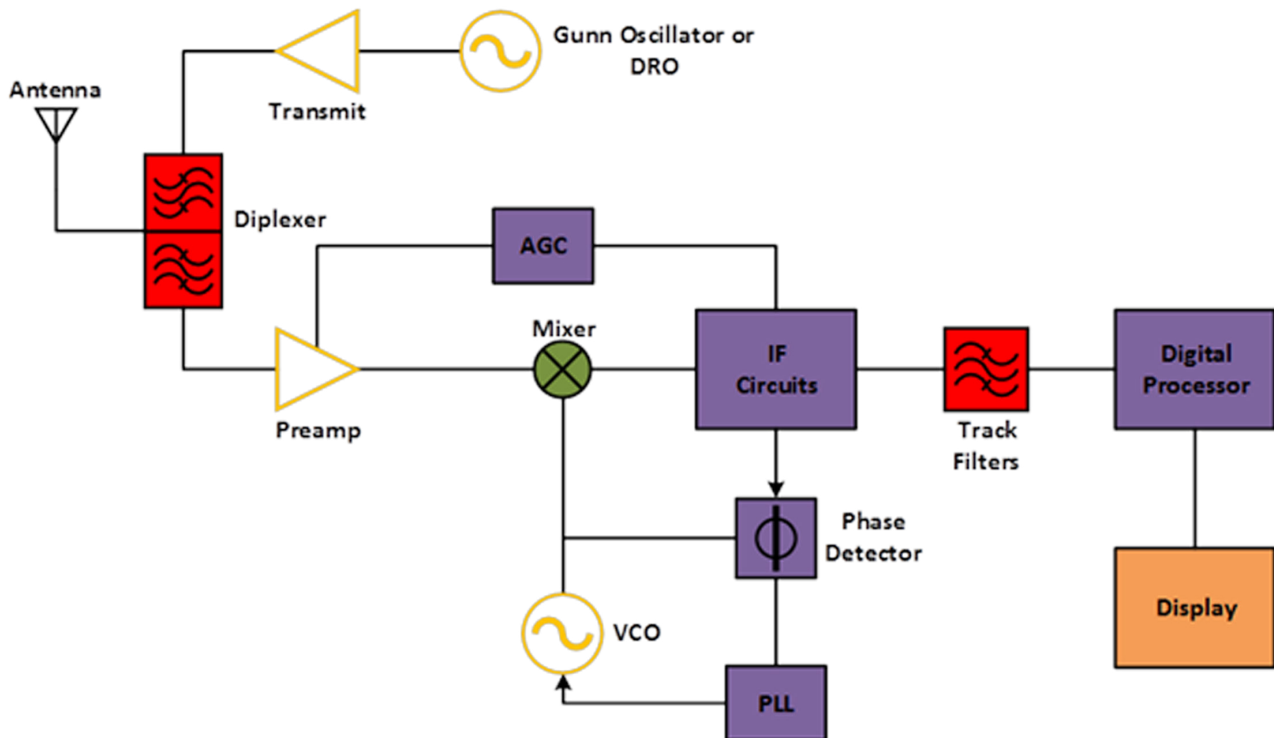 Gunn Oscillator or
DRO
Antenna
Transmit
Diplexer
AGC
Mixer
IF
Circuits
Digital
Processor
Preamp
Track
Filters
Phase
Detector
VCO
Display
PLL